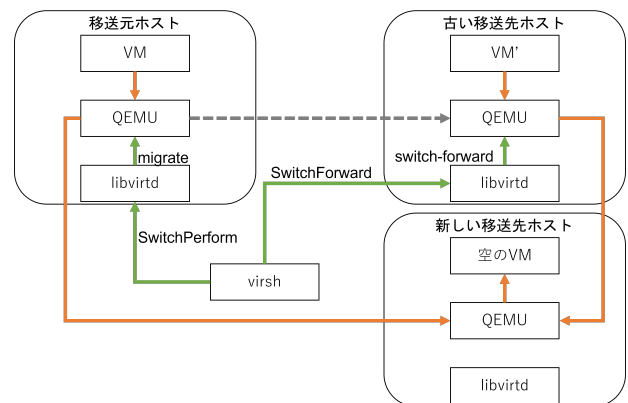 移送元ホスト
VM
QEMU
migrate
libvirtd
SwitchPerform
virsh
SwitchForward
古い移送先ホスト
VM'
QEMU
switch-forward
libvirtd
新しい移送先ホスト
空のVM
QEMU
libvirtd